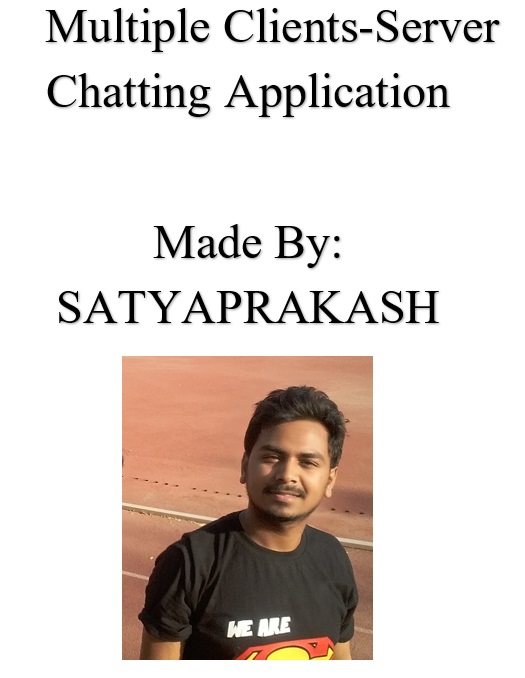 Multiple Clients-Server
Chatting Application
Made By:
SATYAPRAKASH
WE ARE